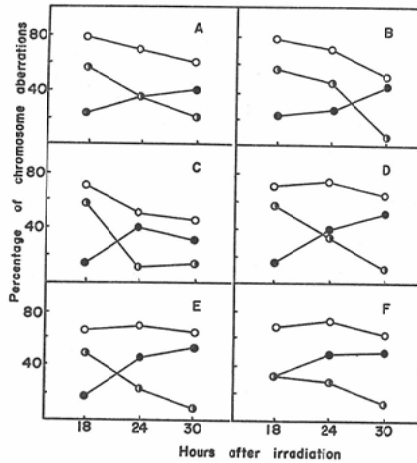 Percentage of chromosome aberrations
80
40
A
B
80
40
C
D
80
40
E
F
18 24 30 18 24 30
Hours after irradiation